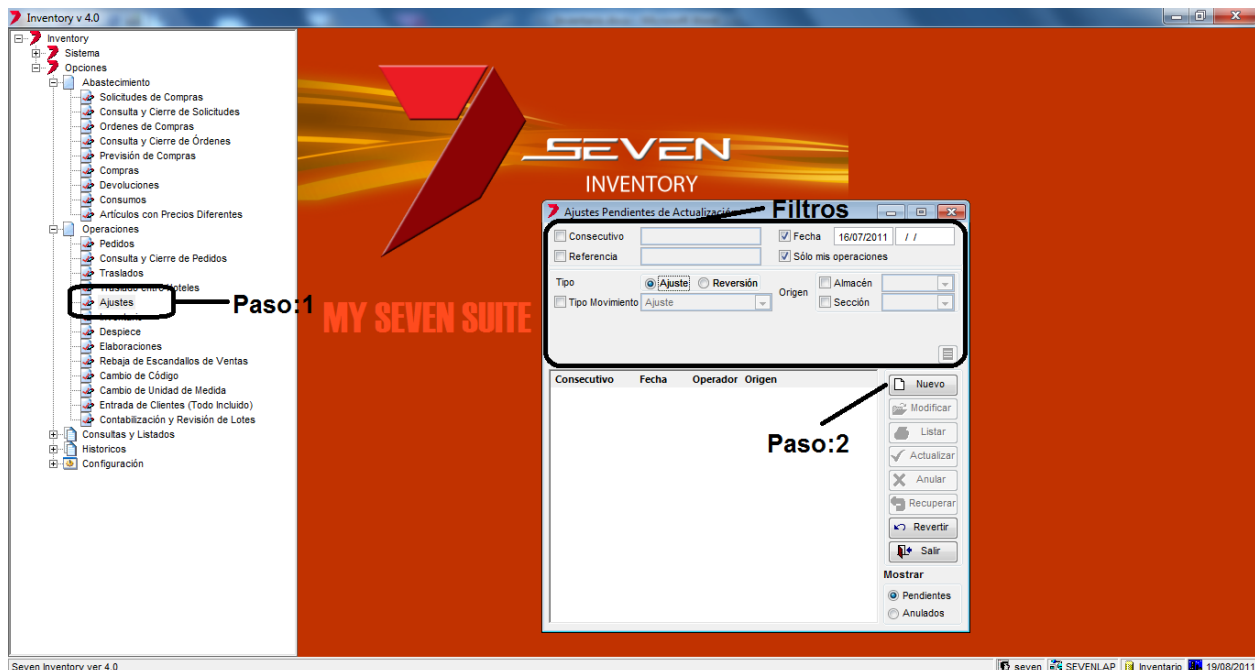 Inventory v 4.0
Inventory
Sistema
Opciones
Abastecimiento
Solicitudes de Compras
Consulta y Cierre de Solicitudes
Ordenes de Compras
Consulta y Cierre de Órdenes
Previsión de Compras
Compras
Devoluciones
Consumos
Artículos con Precios Diferentes
Operaciones
Pedidos
Consulta y Cierre de Pedidos
Traslados
Traslado entre Hoteles
Ajustes
Inventario
Despiece
Elaboraciones
Rebaja de Escandallos de Ventas
Cambio de Código
Cambio de Unidad de Medida
Entrada de Clientes (Todo Incluido)
Contabilización y Revisión de Lotes
Consultas y Listados
Historicos
Configuración
Paso:1
SEVEN
INVENTORY
MY SEVEN SUITE
Ajustes Pendientes de Actualización
Filtros
Consecutivo
Fecha 16/07/2011 / /
Referencia
Sólo mis operaciones
Tipo Ajuste Reversión
Tipo Movimiento Ajuste
Origen
Almacén
Sección
Consecutivo Fecha Operador Origen
Paso:2
Nuevo
Modificar
Listar
Actualizar
Anular
Recuperar
Revertir
Salir
Mostrar
Pendientes
Anulados
Seven Inventory ver 4.0
seven SEVENLAP Inventario 19/08/2011